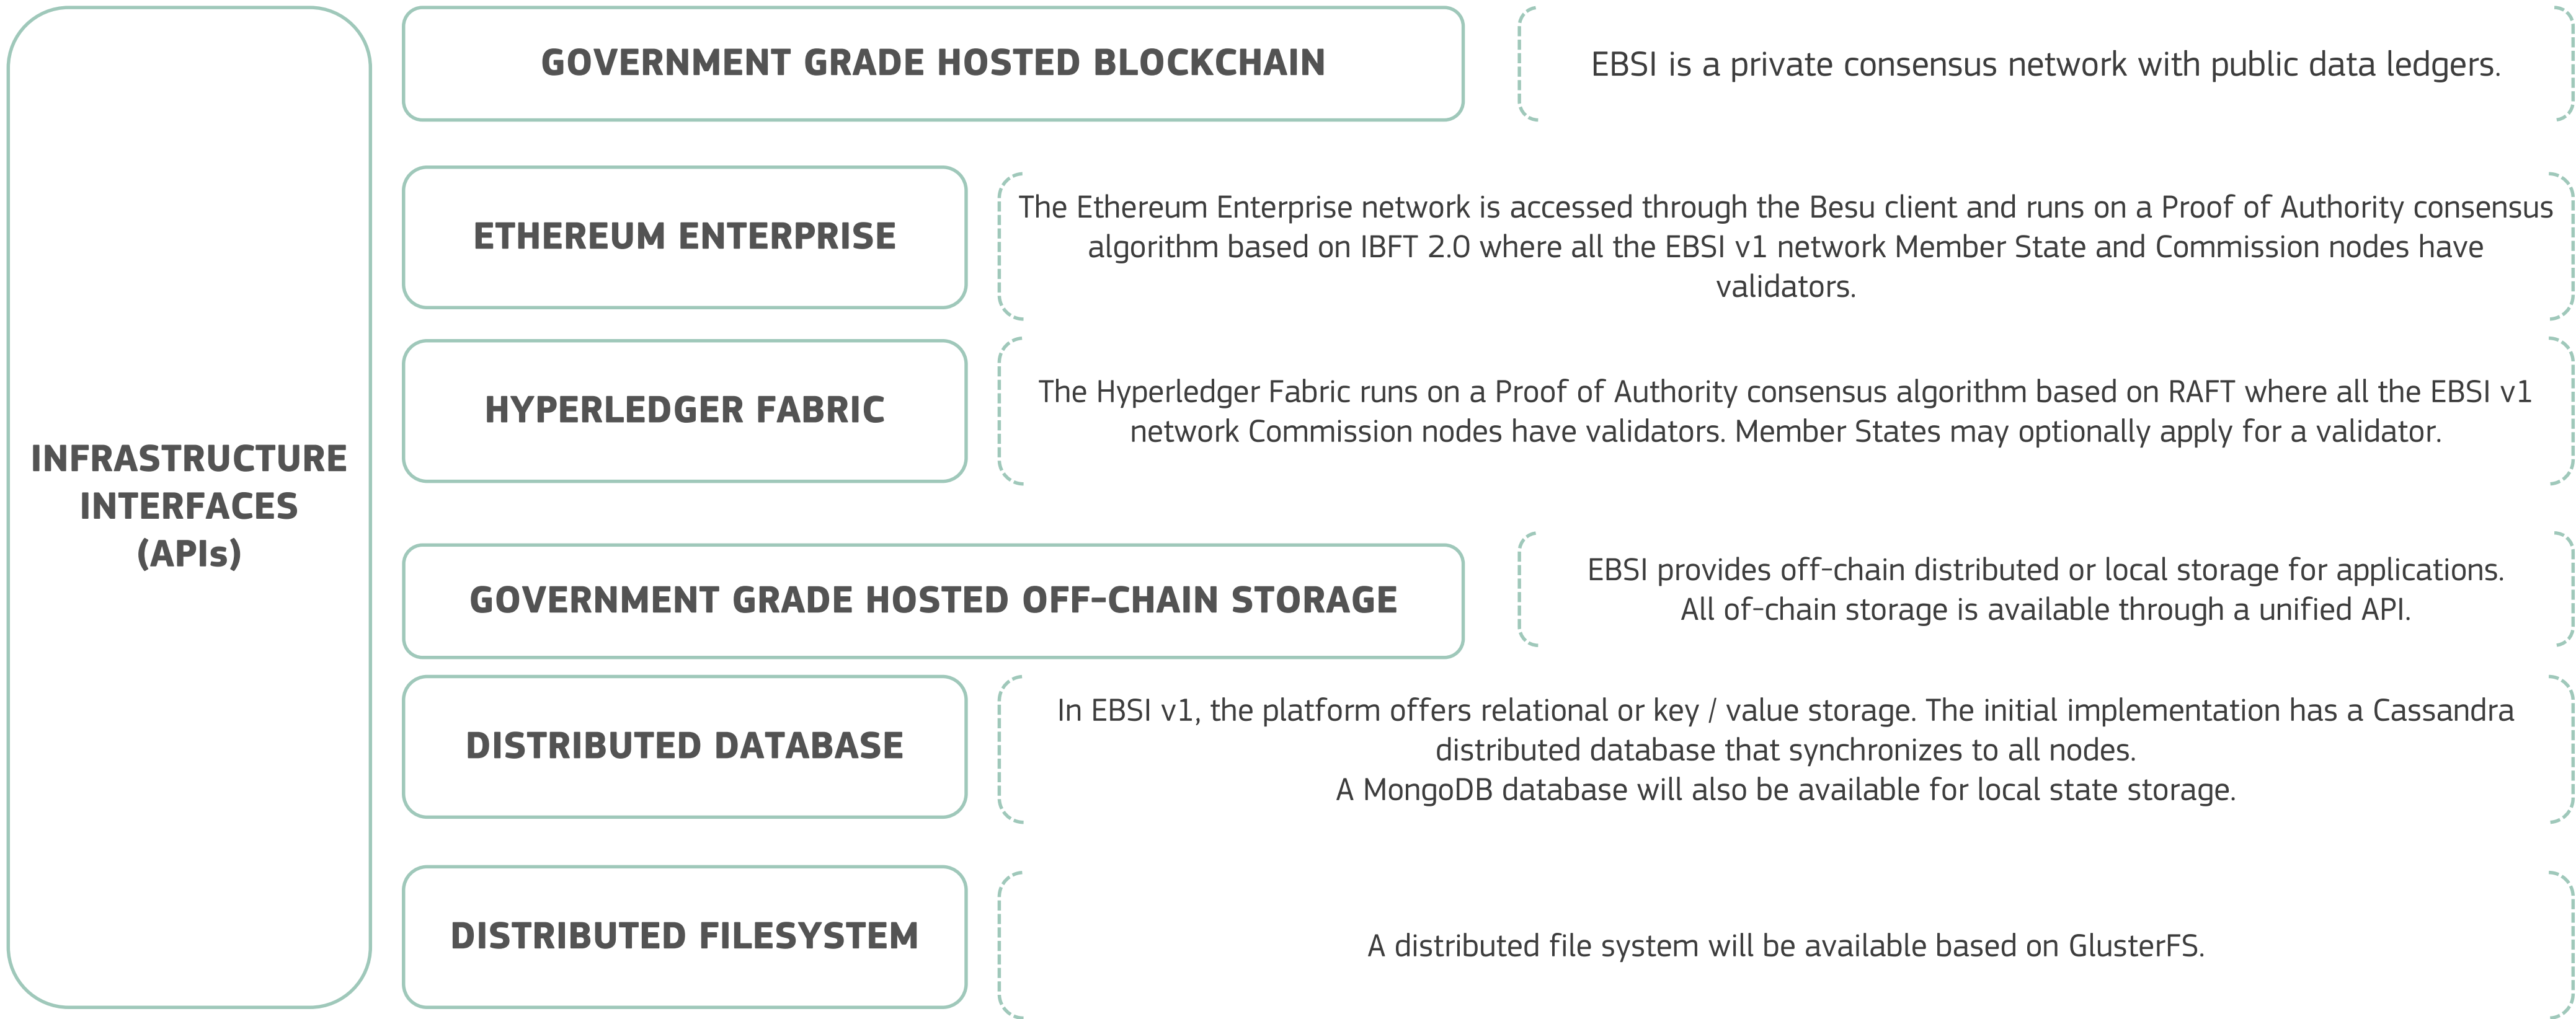 INFRASTRUCTURE
INTERFACES
(APIs)
GOVERNMENT GRADE HOSTED BLOCKCHAIN
EBSI is a private consensus network with public data ledgers.
ETHEREUM ENTERPRISE
The Ethereum Enterprise network is accessed through the Besu client and runs on a Proof of Authority consensus
algorithm based on IBFT 2.0 where all the EBSI v1 network Member State and Commission nodes have
validators.
HYPERLEDGER FABRIC
The Hyperledger Fabric runs on a Proof of Authority consensus algorithm based on RAFT where all the EBSI v1
network Commission nodes have validators. Member States may optionally apply for a validator.
GOVERNMENT GRADE HOSTED OFF-CHAIN STORAGE
EBSI provides off-chain distributed or local storage for applications.
All of-chain storage is available through a unified API.
DISTRIBUTED DATABASE
In EBSI v1, the platform offers relational or key / value storage. The initial implementation has a Cassandra
distributed database that synchronizes to all nodes.
A MongoDB database will also be available for local state storage.
DISTRIBUTED FILESYSTEM
A distributed file system will be available based on GlusterFS.